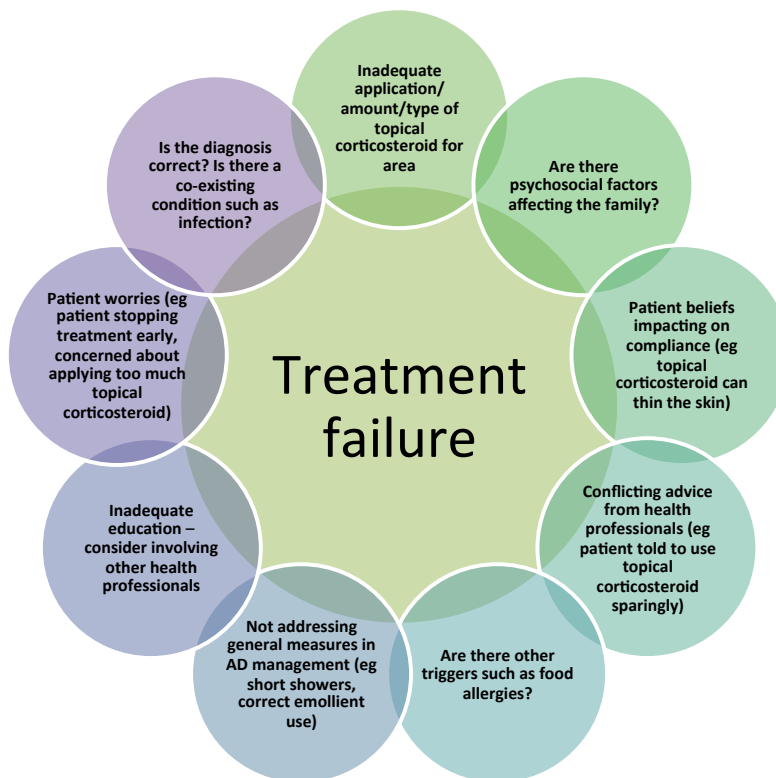 Inadequate
application/
amount/type of
topical
corticosteroid for
area
Are there
psychosocial factors
affecting the family?
Patient beliefs
impacting on
compliance (eg
topical
corticosteroid can
thin the skin)
Conflicting advice
from health
professionals (eg
patient told to use
topical
corticosteroid
sparingly)
Are there other
triggers such as food
allergies?
Not addressing
general measures in
AD management (eg
short showers,
correct emollient
use)
Inadequate
education –
consider involving
other health
professionals
Patient worries (eg
patient stopping
treatment early,
concerned about
applying too much
topical
corticosteroid)
Is the diagnosis
correct? Is there a
co-existing
condition such as
infection?
Treatment
failure